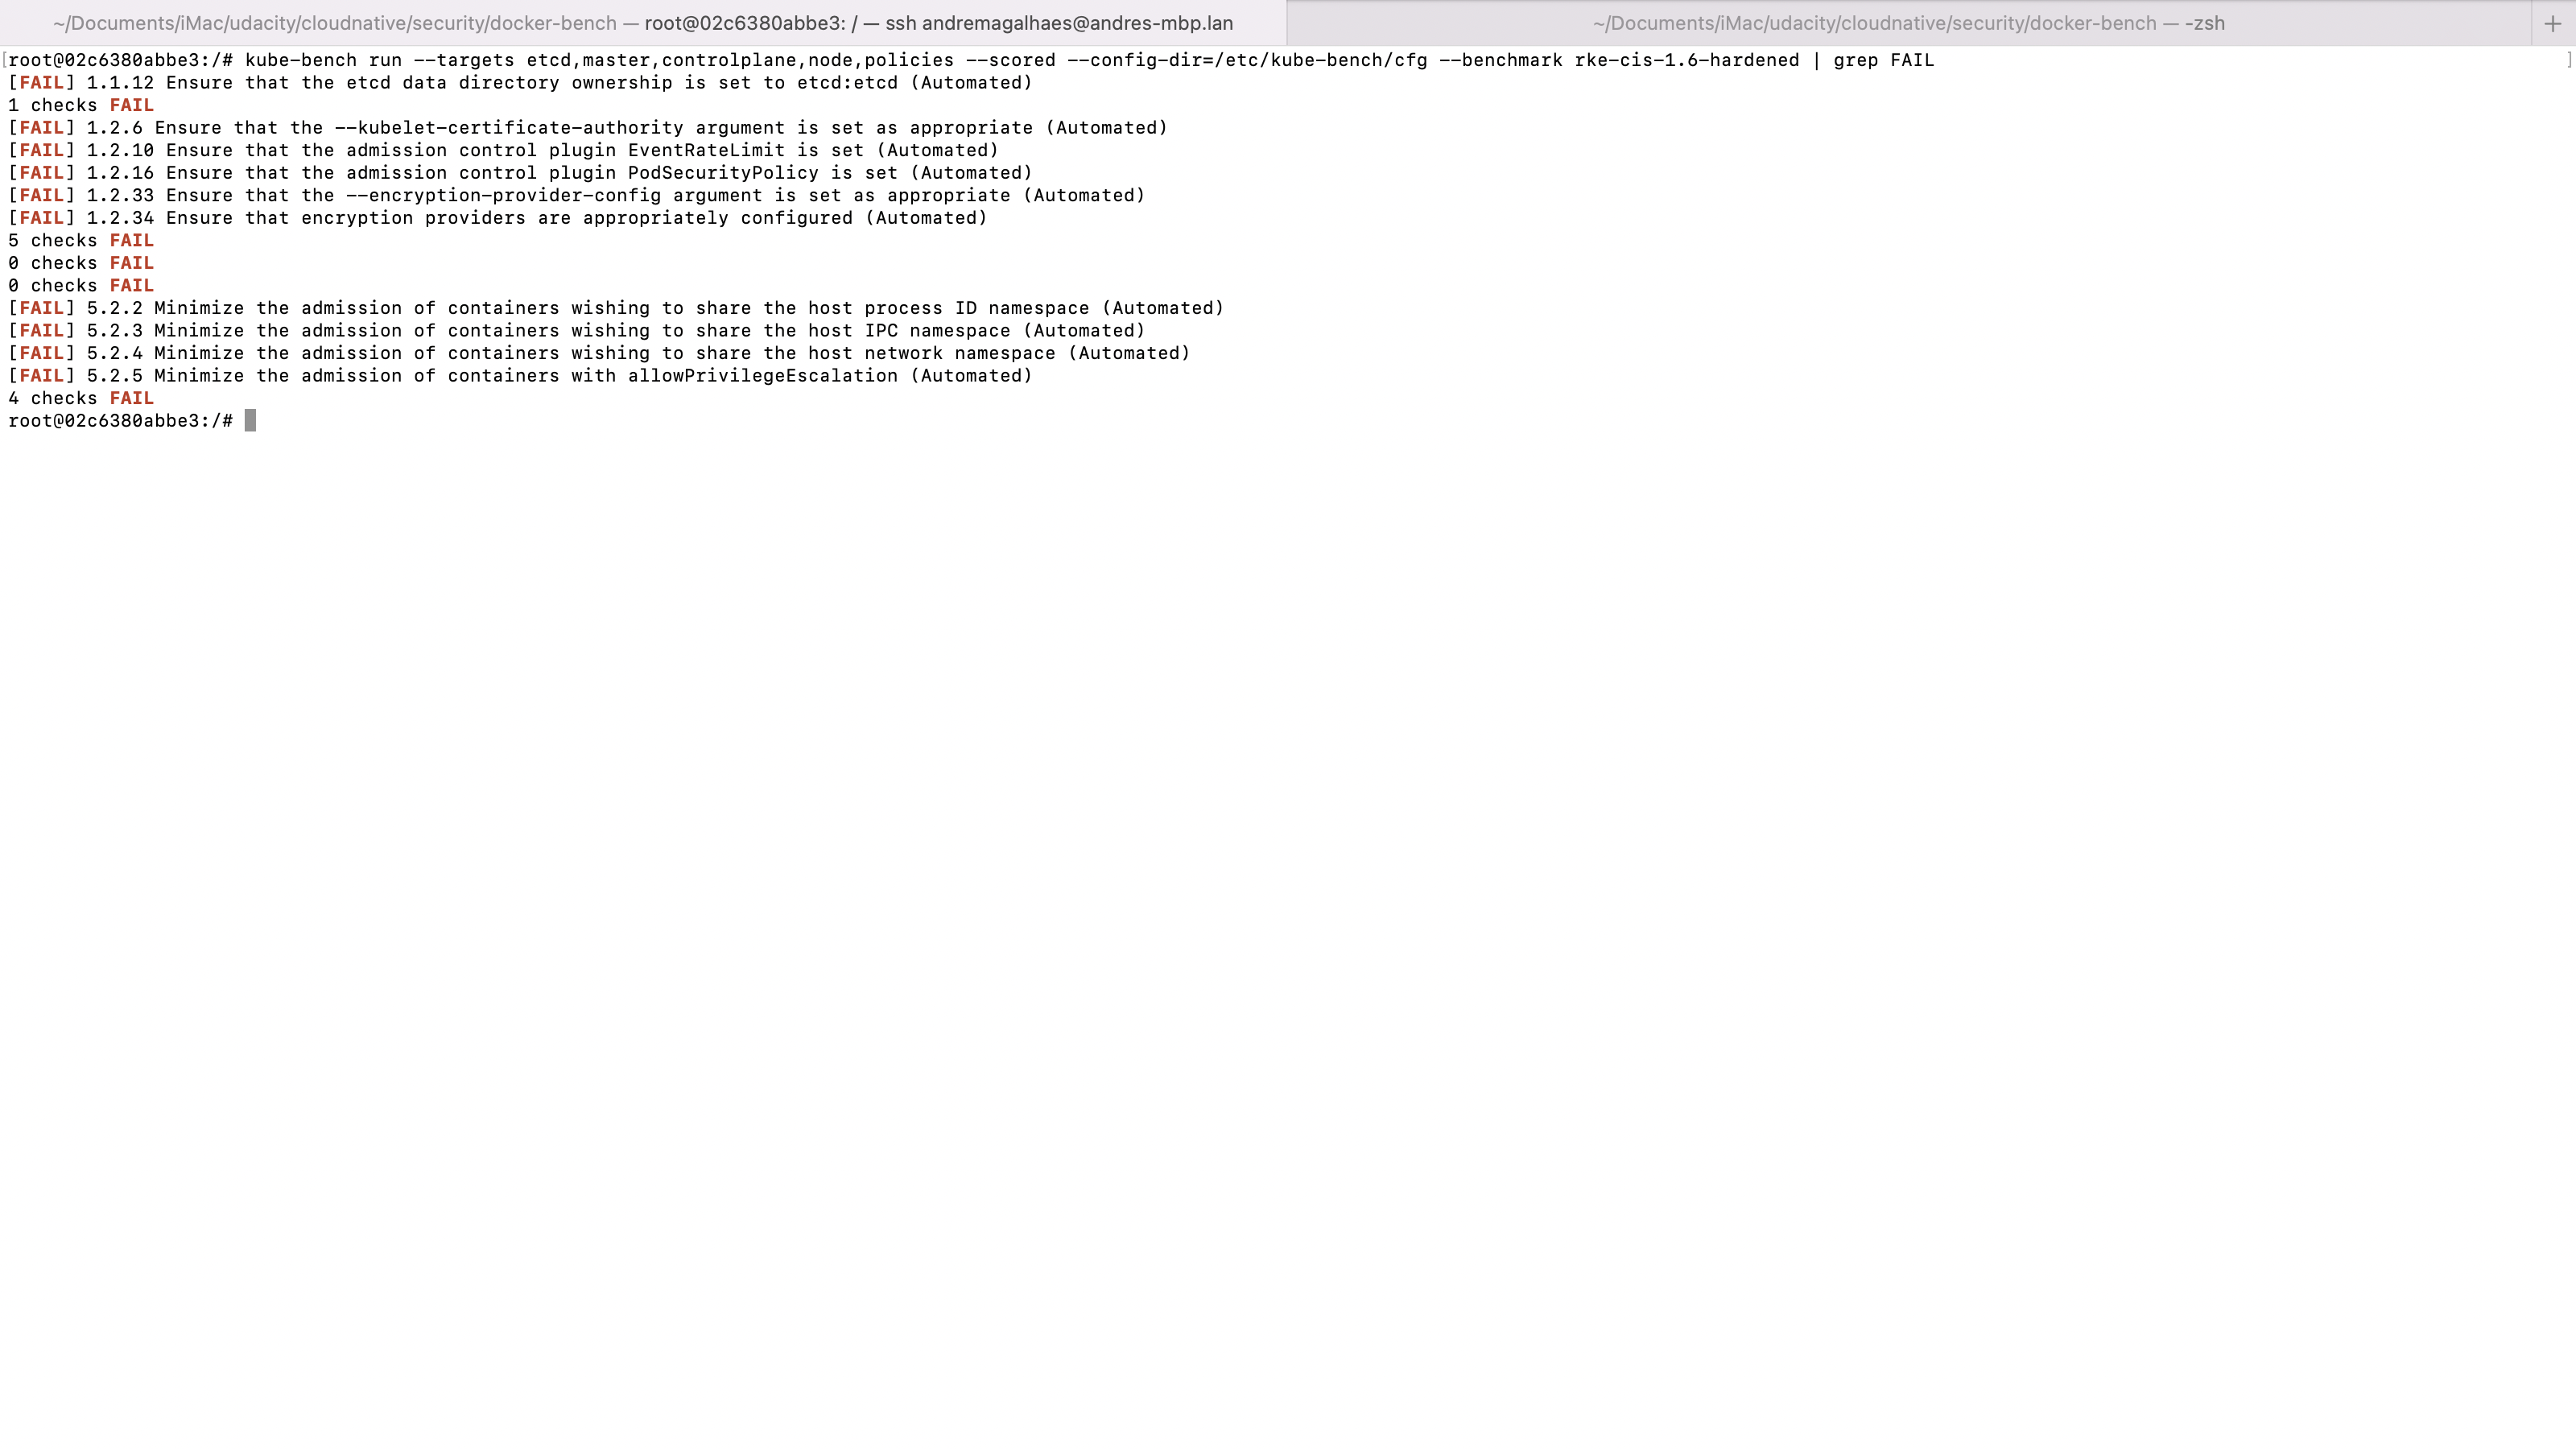 ~/Documents/iMac/udacity/cloudnative/security/docker-bench — root@02c6380abbe3: / — ssh andremagalhaes@andres-mbp.lan
~/Documents/iMac/udacity/cloudnative/security/docker-bench — -zsh
+
[root@02c6380abbe3:/# kube-bench run --targets etcd,master,controlplane,node,policies --scored --config-dir=/etc/kube-bench/cfg --benchmark rke-cis-1.6-hardened | grep FAIL ]
[FAIL] 1.1.12 Ensure that the etcd data directory ownership is set to etcd:etcd (Automated)
1 checks FAIL
[FAIL] 1.2.6 Ensure that the --kubelet-certificate-authority argument is set as appropriate (Automated)
[FAIL] 1.2.10 Ensure that the admission control plugin EventRateLimit is set (Automated)
[FAIL] 1.2.16 Ensure that the admission control plugin PodSecurityPolicy is set (Automated)
[FAIL] 1.2.33 Ensure that the --encryption-provider-config argument is set as appropriate (Automated)
[FAIL] 1.2.34 Ensure that encryption providers are appropriately configured (Automated)
5 checks FAIL
0 checks FAIL
0 checks FAIL
[FAIL] 5.2.2 Minimize the admission of containers wishing to share the host process ID namespace (Automated)
[FAIL] 5.2.3 Minimize the admission of containers wishing to share the host IPC namespace (Automated)
[FAIL] 5.2.4 Minimize the admission of containers wishing to share the host network namespace (Automated)
[FAIL] 5.2.5 Minimize the admission of containers with allowPrivilegeEscalation (Automated)
4 checks FAIL
root@02c6380abbe3:/#